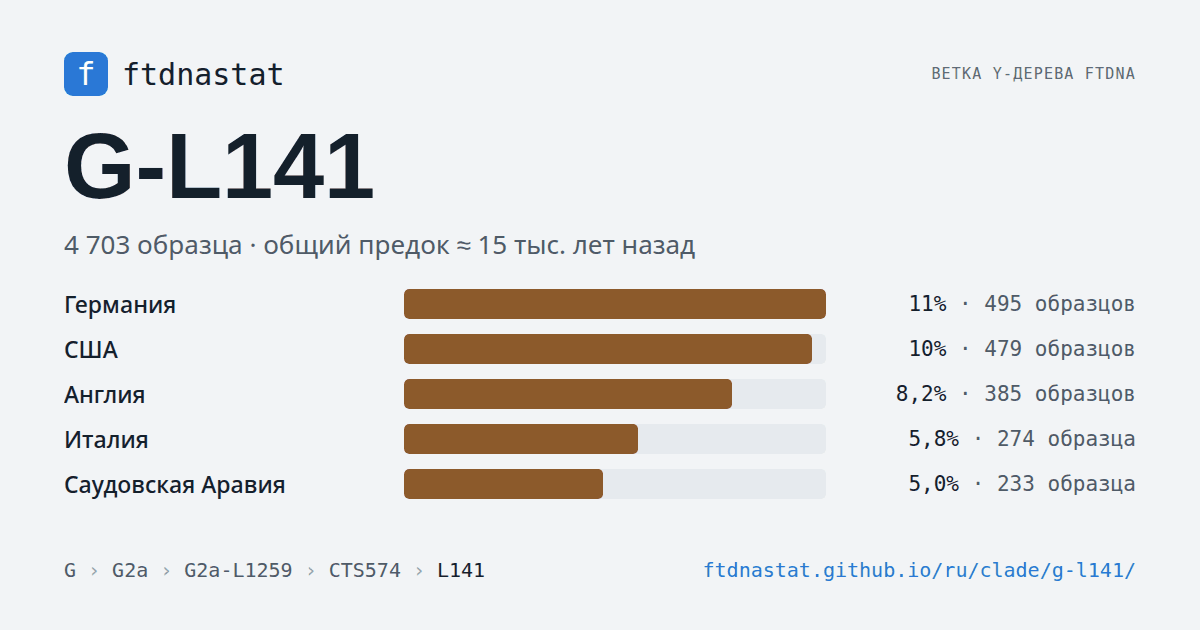 f ftdnastat
ВЕТКА Y-ДЕРЕВА FTDNA
G-L141
4 703 образца · общий предок ≈ 15 тыс. лет назад
Германия 11% · 495 образцов
США 10% · 479 образцов
Англия 8,2% · 385 образцов
Италия 5,8% · 274 образца
Саудовская Аравия 5,0% · 233 образца
G › G2a › G2a-L1259 › CTS574 › L141
ftdnastat.github.io/ru/clade/g-l141/